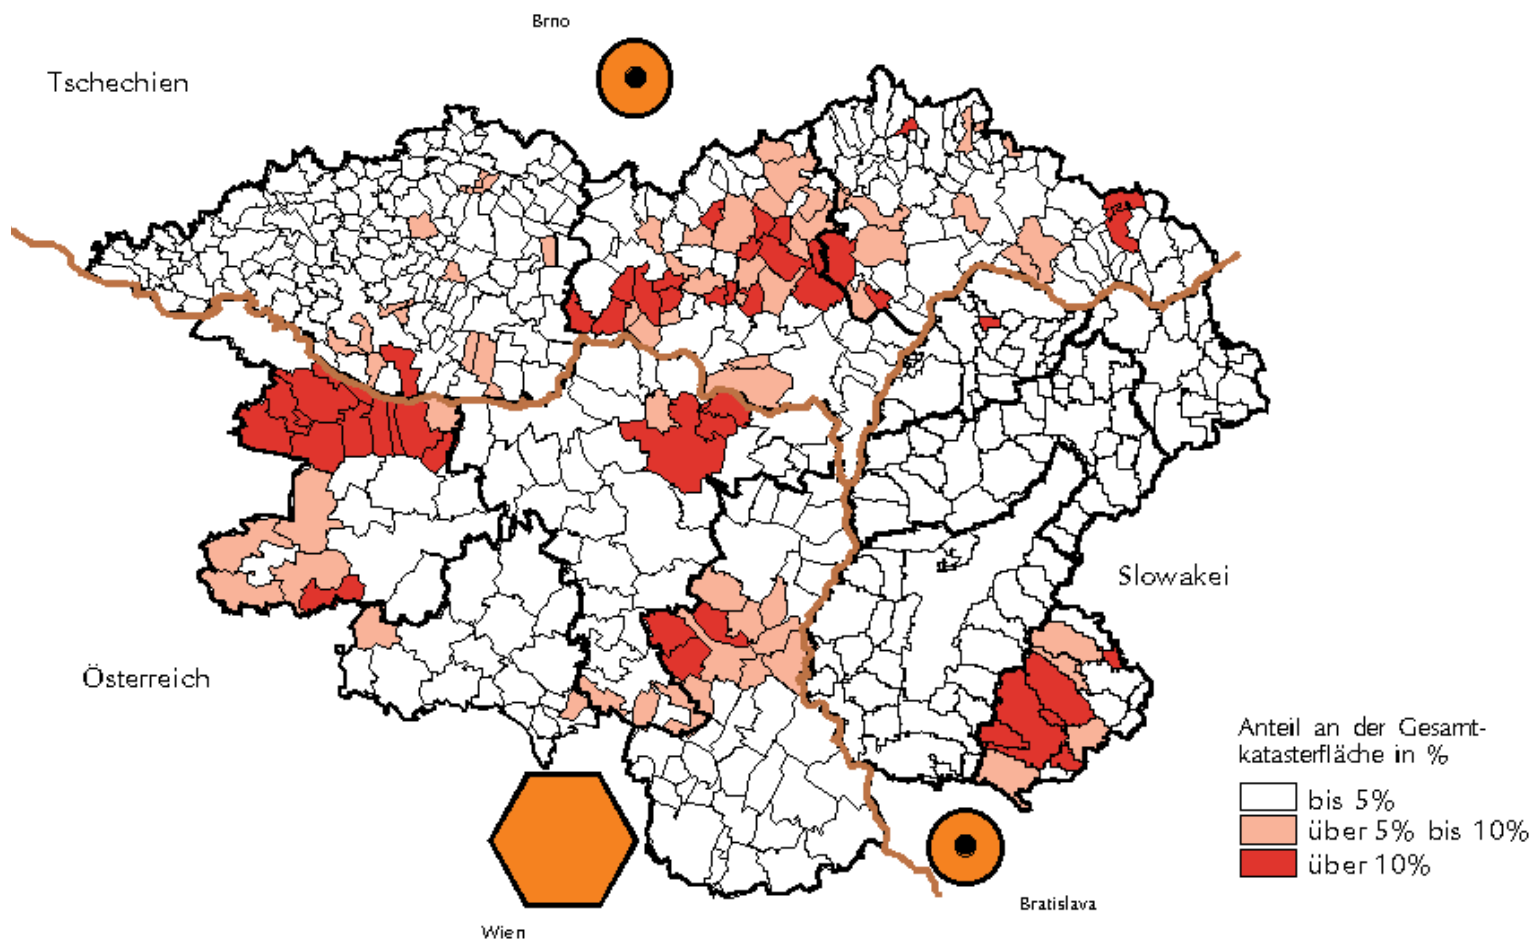 Brno
Tschechien
Slowakei
Österreich
Anteil an der Gesamt-
katasterfläche in %
bis 5%
über 5% bis 10%
über 10%
Bratislava
Wien